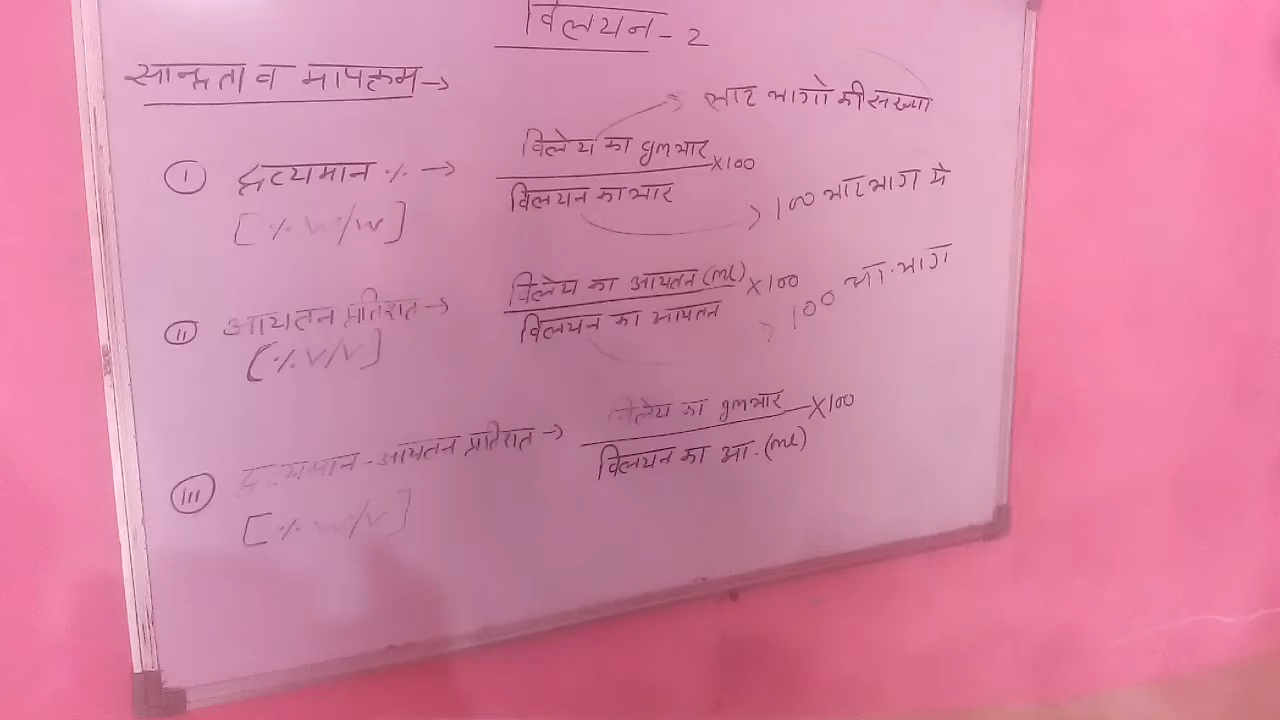 विलयन - 2
सान्द्रता व मापक्रम →
→ भार भागो की संख्या
(i) द्रव्यमान % → विलेय का ग्रामभार / विलयन का भार × 100
[% W/W]
→ 100 भार भाग मे
(ii) आयतन प्रतिशत → विलेय का आयतन (ml) / विलयन का आयतन × 100
(% V/V]
→ 100 आ. भाग
(iii) द्रव्यमान - आयतन प्रतिशत → विलेय का ग्रामभार / विलयन का आ. (ml) × 100
[% W/V]